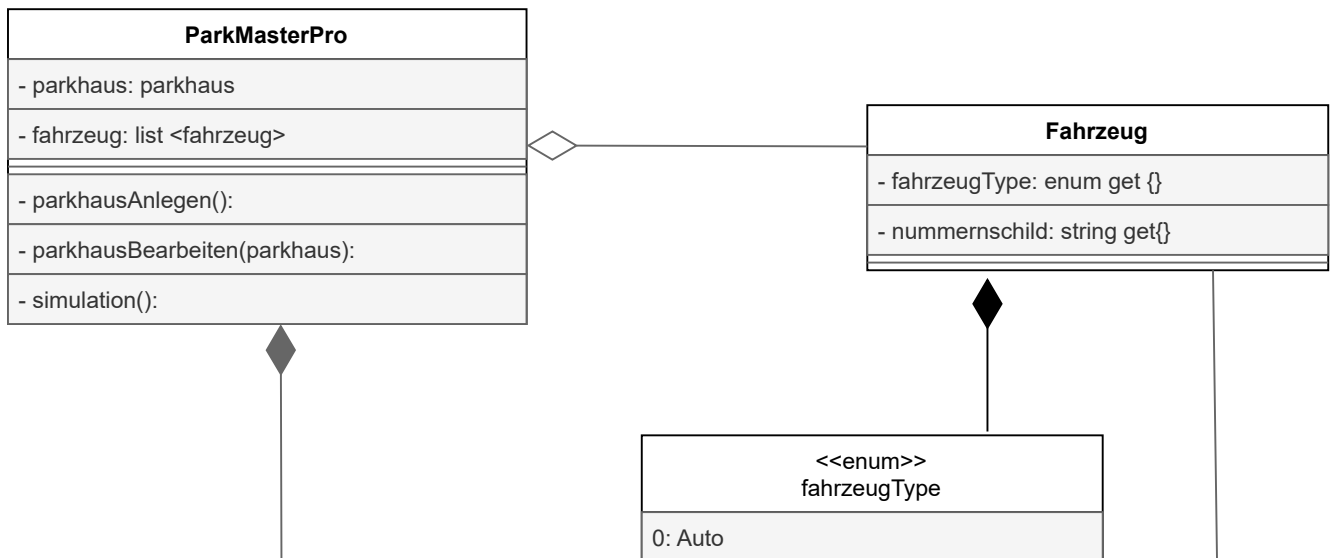 ParkMasterPro
- parkhaus: parkhaus
- fahrzeug: list <fahrzeug>
- parkhausAnlegen():
- parkhausBearbeiten(parkhaus):
- simulation():
Fahrzeug
- fahrzeugType: enum get {}
- nummernschild: string get{}
<<enum>>
fahrzeugType
0: Auto